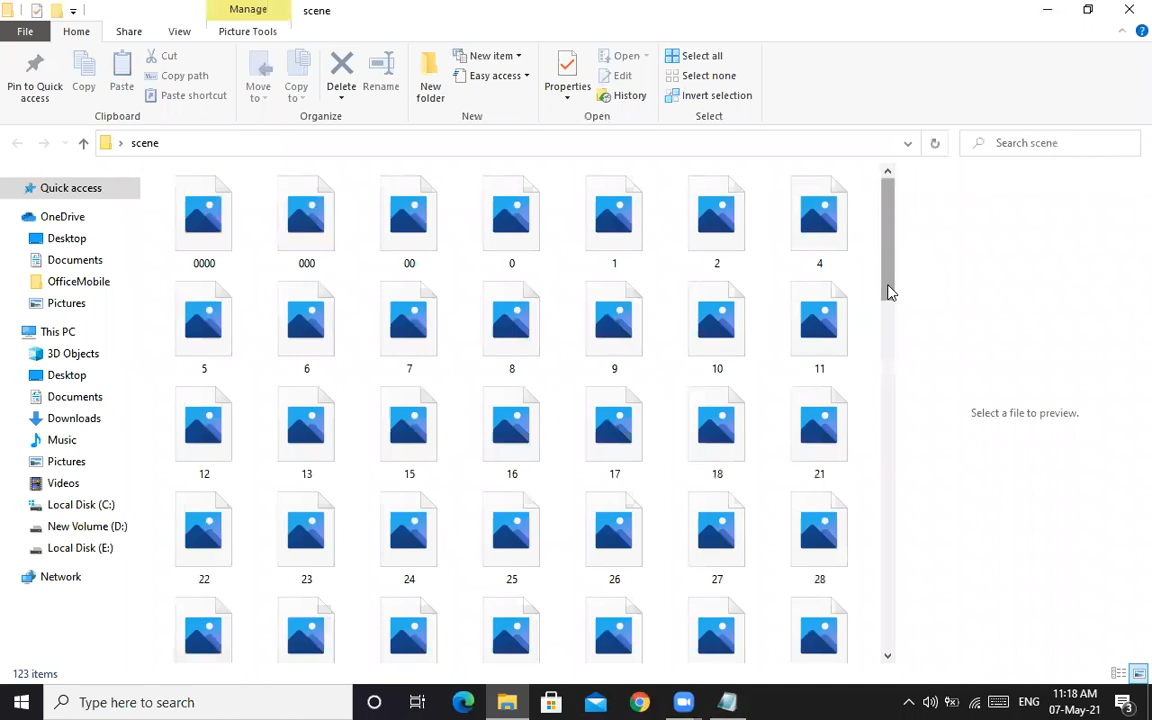 Manage
scene
File
Home
Share
View
Picture Tools
Pin to Quick access
Copy
Paste
Cut
Copy path
Paste shortcut
Clipboard
Move to
Copy to
Delete
Rename
Organize
New folder
New item
Easy access
New
Properties
Open
Edit
History
Open
Select all
Select none
Invert selection
Select
scene
Search scene
Quick access
OneDrive
Desktop
Documents
OfficeMobile
Pictures
This PC
3D Objects
Desktop
Documents
Downloads
Music
Pictures
Videos
Local Disk (C:)
New Volume (D:)
Local Disk (E:)
Network
0000 000 00 0 1 2 4
5 6 7 8 9 10 11
12 13 15 16 17 18 21
22 23 24 25 26 27 28
Select a file to preview.
123 items
Type here to search
ENG
11:18 AM
07-May-21
3